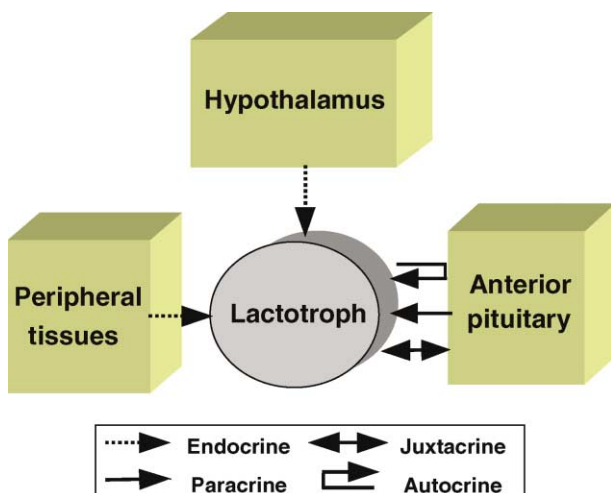 Hypothalamus
Peripheral
tissues
Lactotroph
Anterior
pituitary
Endocrine
Juxtacrine
Paracrine
Autocrine